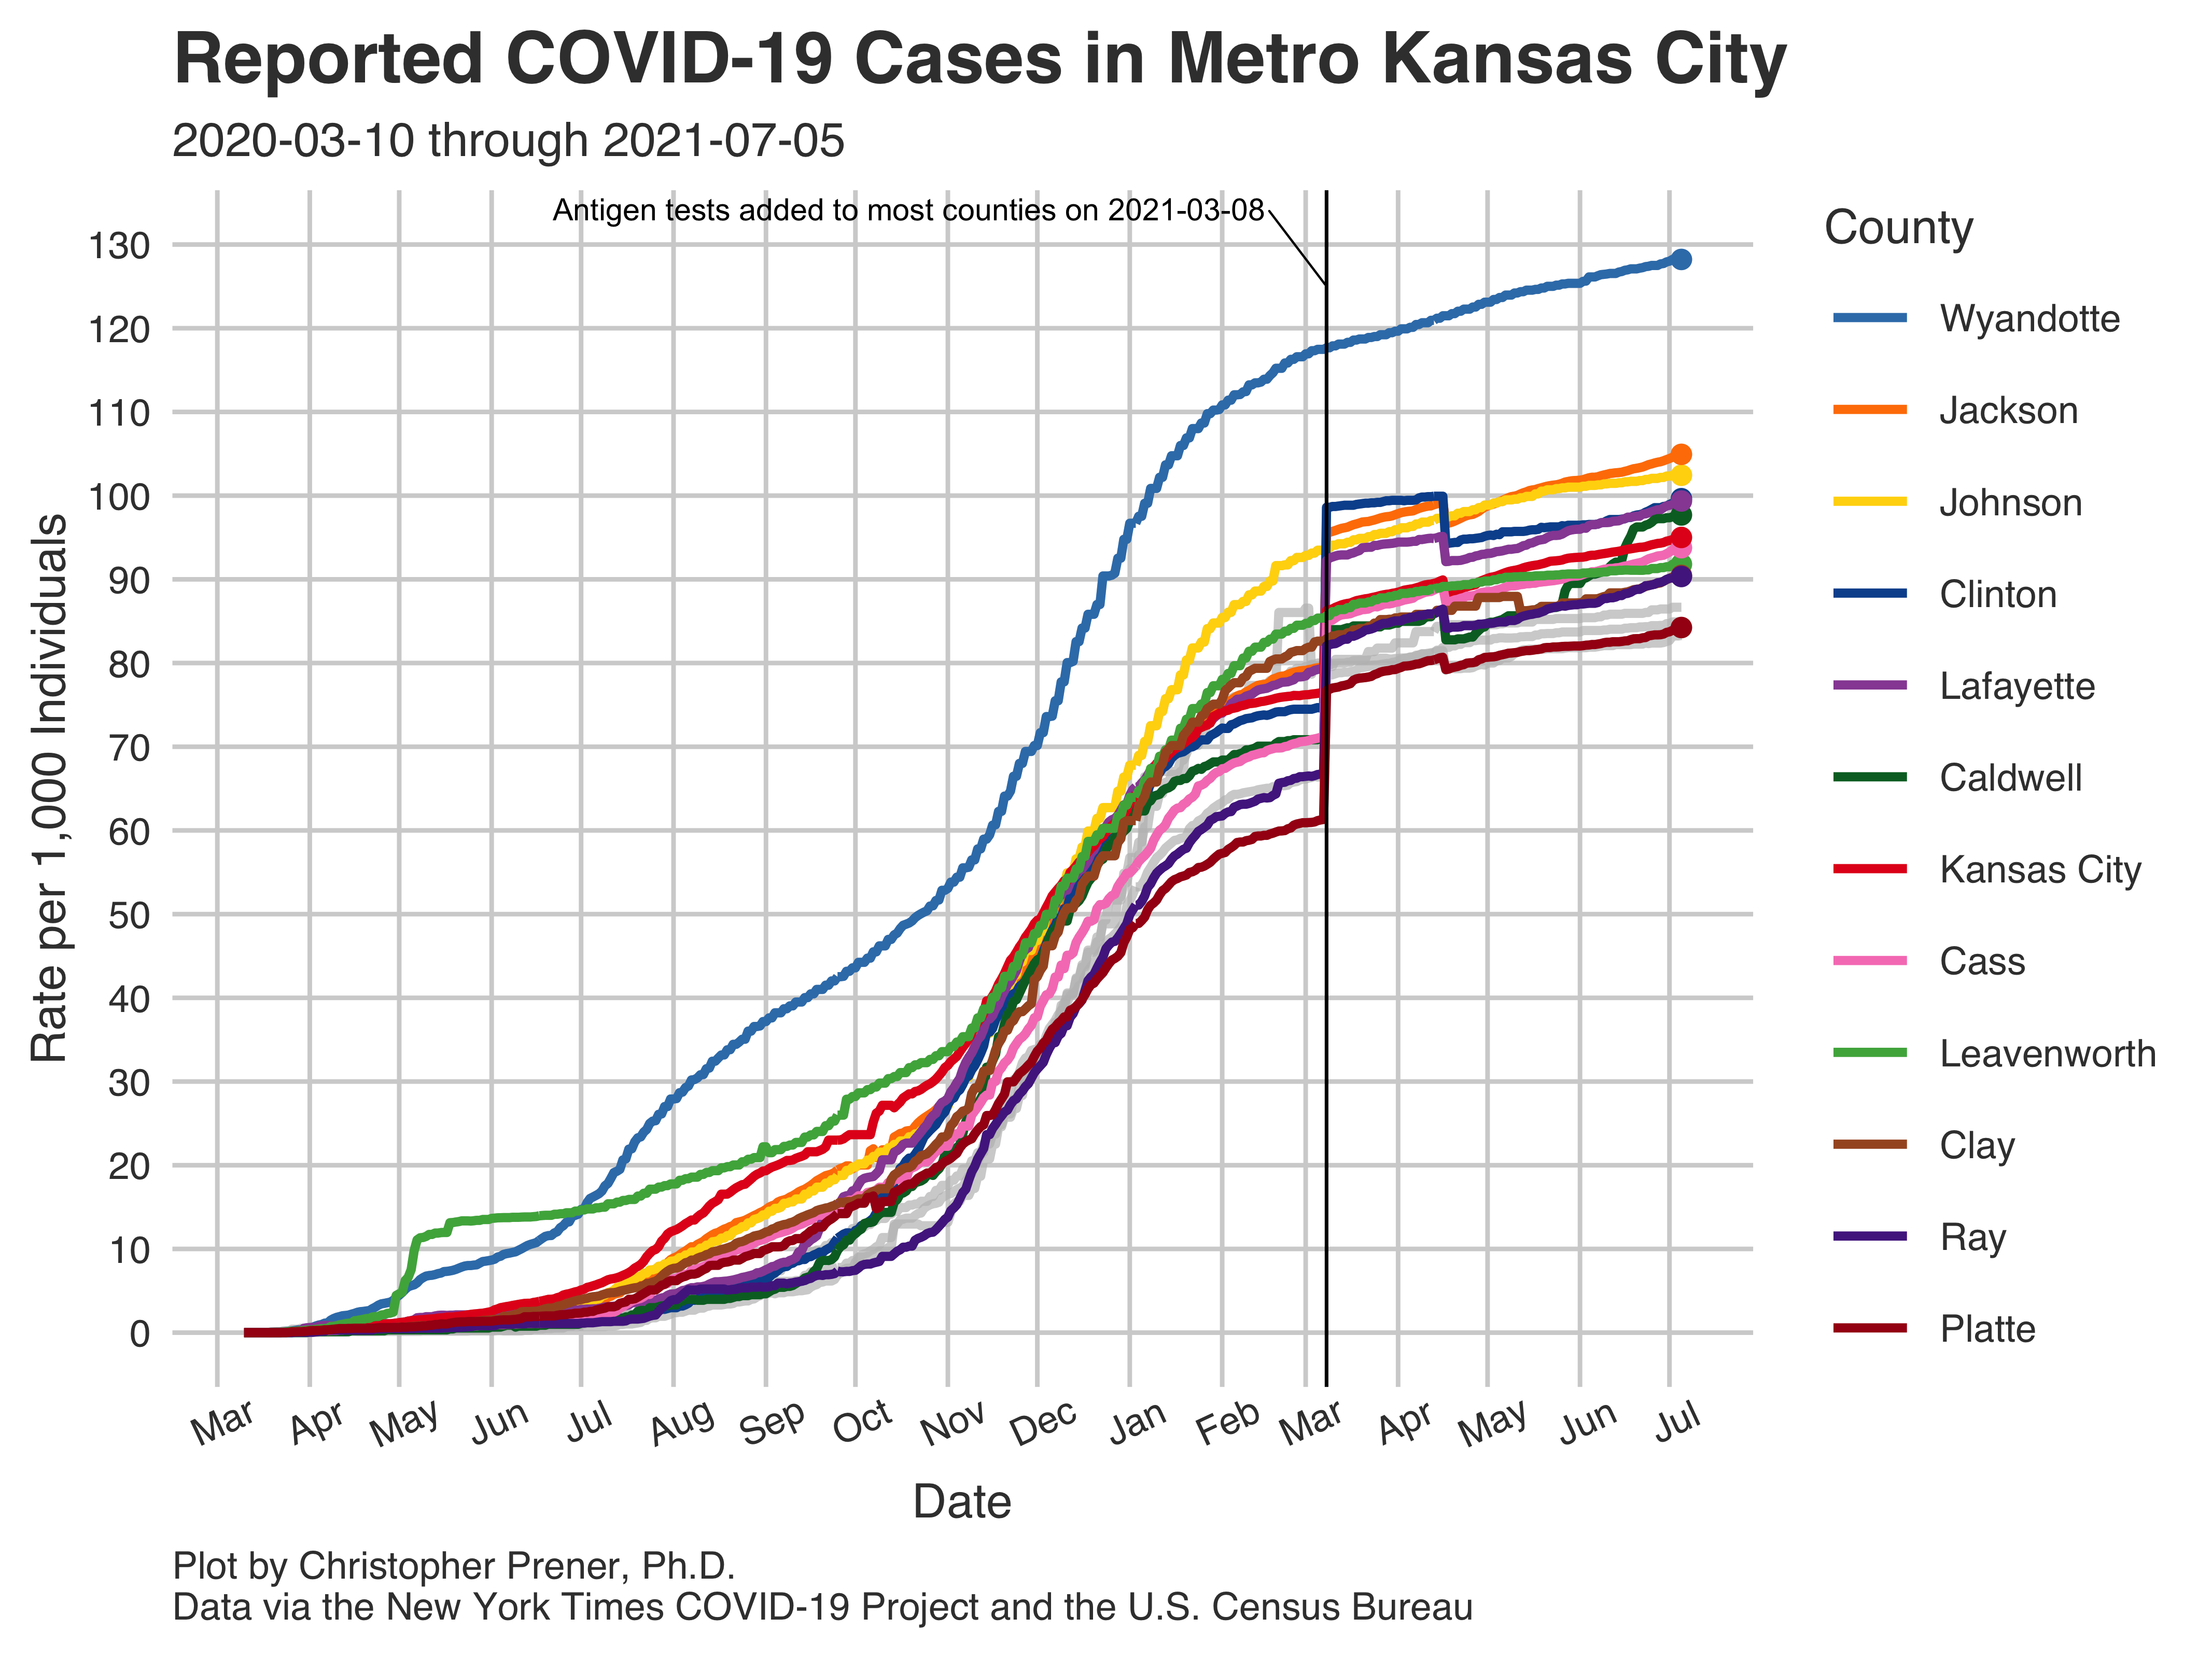 Reported COVID-19 Cases in Metro Kansas City
2020-03-10 through 2021-07-05
Antigen tests added to most counties on 2021-03-08
Rate per 1,000 Individuals
130
120
110
100
90
80
70
60
50
40
30
20
10
0
Mar Apr May Jun Jul Aug Sep Oct Nov Dec Jan Feb Mar Apr May Jun Jul
Date
County
Wyandotte
Jackson
Johnson
Clinton
Lafayette
Caldwell
Kansas City
Cass
Leavenworth
Clay
Ray
Platte
Plot by Christopher Prener, Ph.D.
Data via the New York Times COVID-19 Project and the U.S. Census Bureau